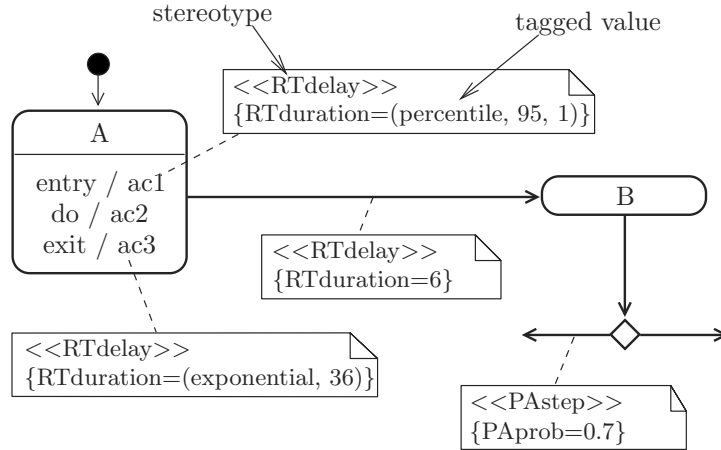 stereotype
tagged value
<<RTdelay>>
{RTduration=(percentile, 95, 1)}
A
entry / ac1
do / ac2
exit / ac3
B
<<RTdelay>>
{RTduration=6}
<<RTdelay>>
{RTduration=(exponential, 36)}
<<PAstep>>
{PAprob=0.7}